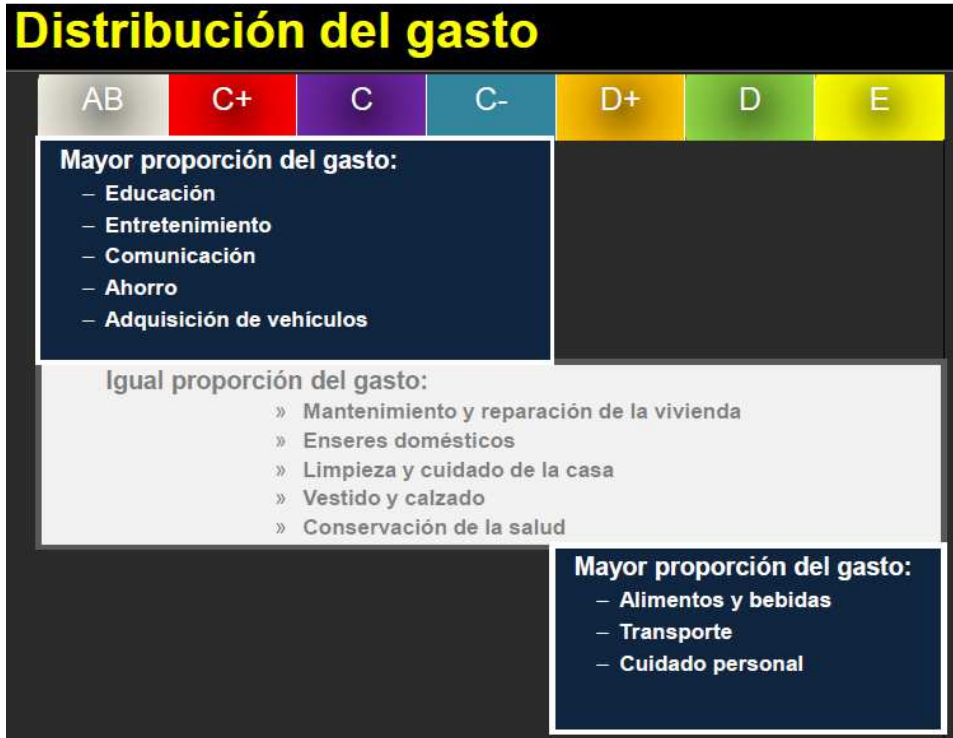 Distribución del gasto
AB C+ C C- D+ D E
Mayor proporción del gasto:
– Educación
– Entretenimiento
– Comunicación
– Ahorro
– Adquisición de vehículos
Igual proporción del gasto:
» Mantenimiento y reparación de la vivienda
» Enseres domésticos
» Limpieza y cuidado de la casa
» Vestido y calzado
» Conservación de la salud
Mayor proporción del gasto:
– Alimentos y bebidas
– Transporte
– Cuidado personal